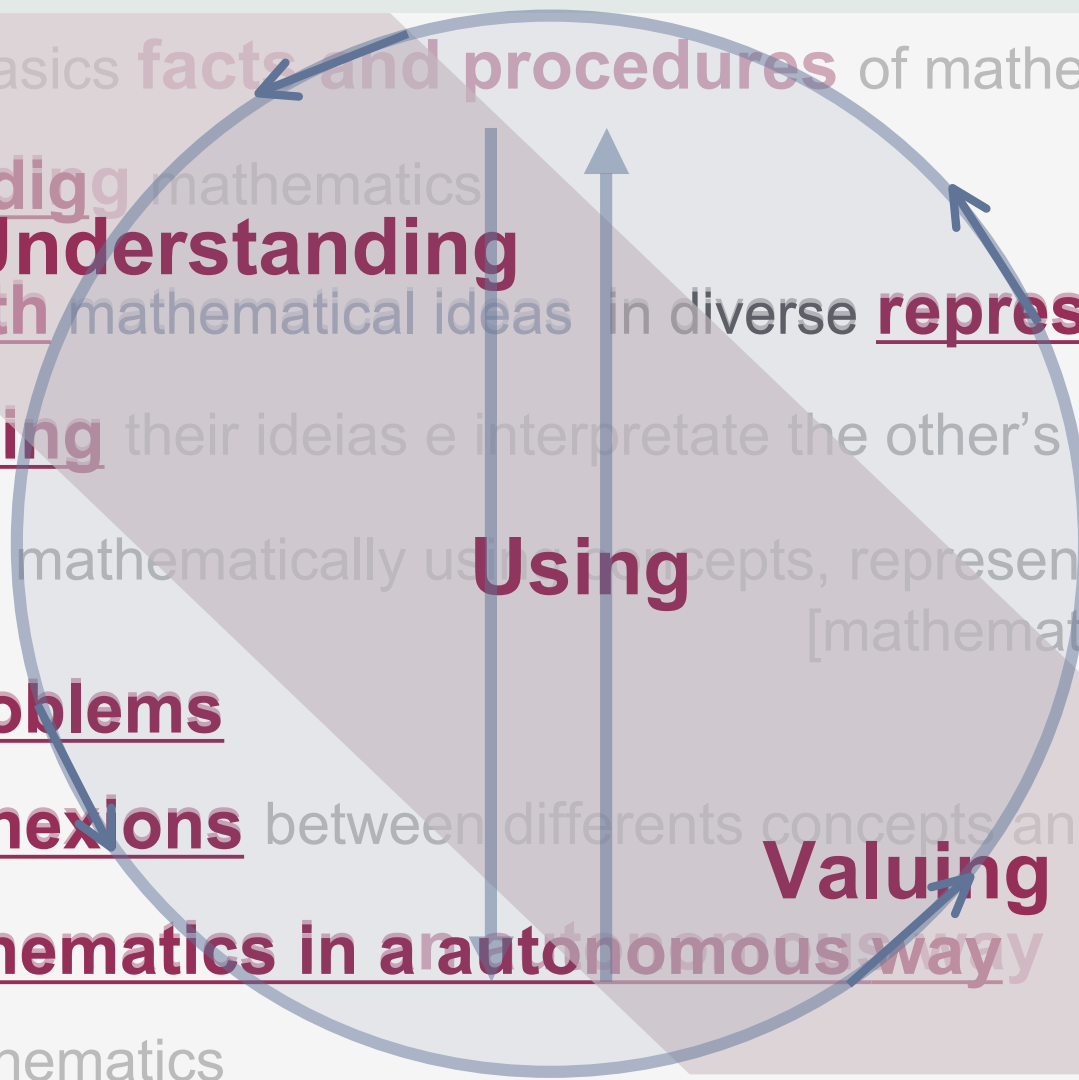 asics facts and procedures of mathe
ding mathematics
Understanding
th mathematical ideas in diverse repres
ing their ideias e interpretate the other's
mathematically using concepts, represen
Using
[mathemat
oblems
nexions between differents concepts an
Valuing
hematics in an autonomous way
hematics